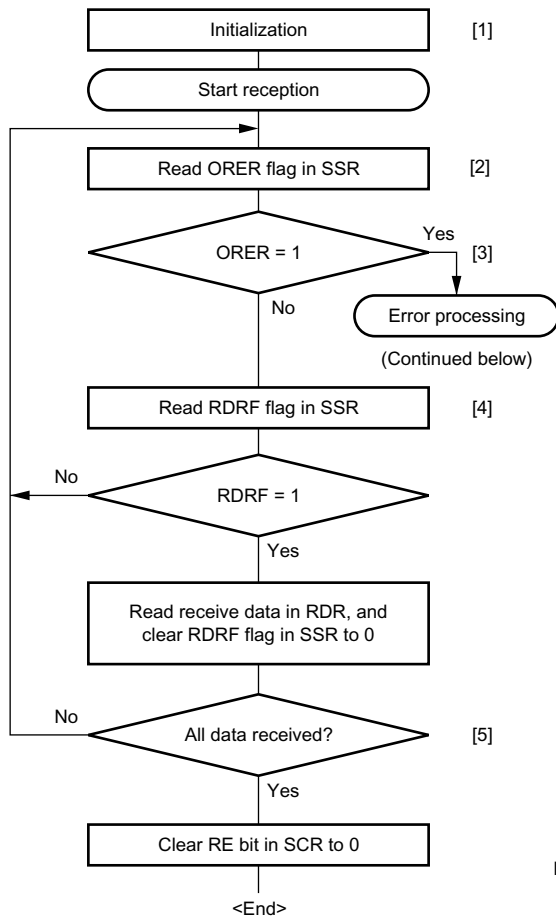 Initialization [1]
Start reception
Read ORER flag in SSR [2]
ORER = 1
Yes
[3]
No
Error processing
(Continued below)
Read RDRF flag in SSR [4]
No
RDRF = 1
Yes
Read receive data in RDR, and
clear RDRF flag in SSR to 0
No
All data received? [5]
Yes
Clear RE bit in SCR to 0
<End>